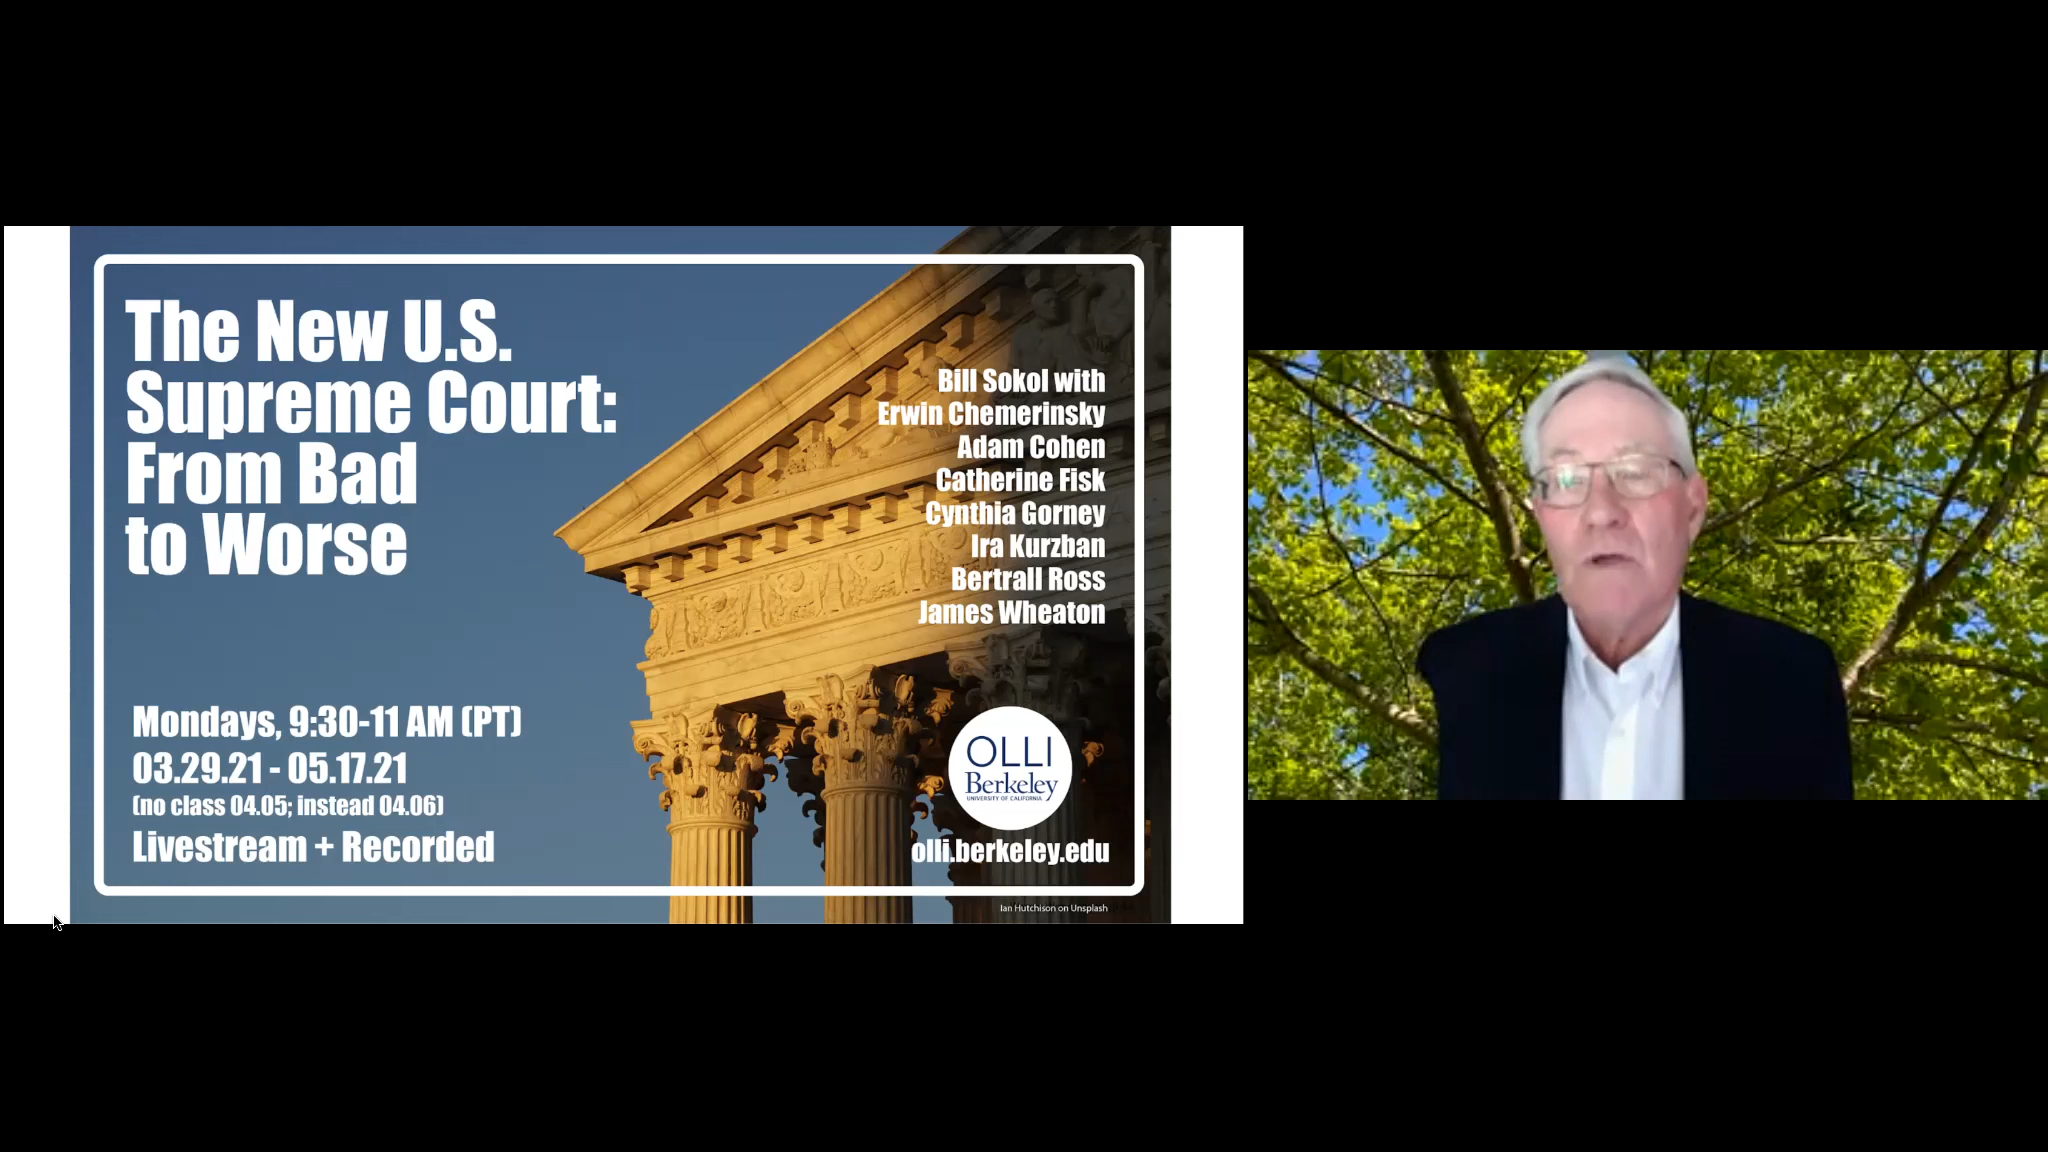 The New U.S.
Supreme Court:
From Bad
to Worse
Bill Sokol with
Erwin Chemerinsky
Adam Cohen
Catherine Fisk
Cynthia Gorney
Ira Kurzban
Bertrall Ross
James Wheaton
Mondays, 9:30-11 AM (PT)
03.29.21 - 05.17.21
(no class 04.05; instead 04.06)
Livestream + Recorded
OLLI
Berkeley
UNIVERSITY OF CALIFORNIA
olli.berkeley.edu
Ian Hutchison on Unsplash